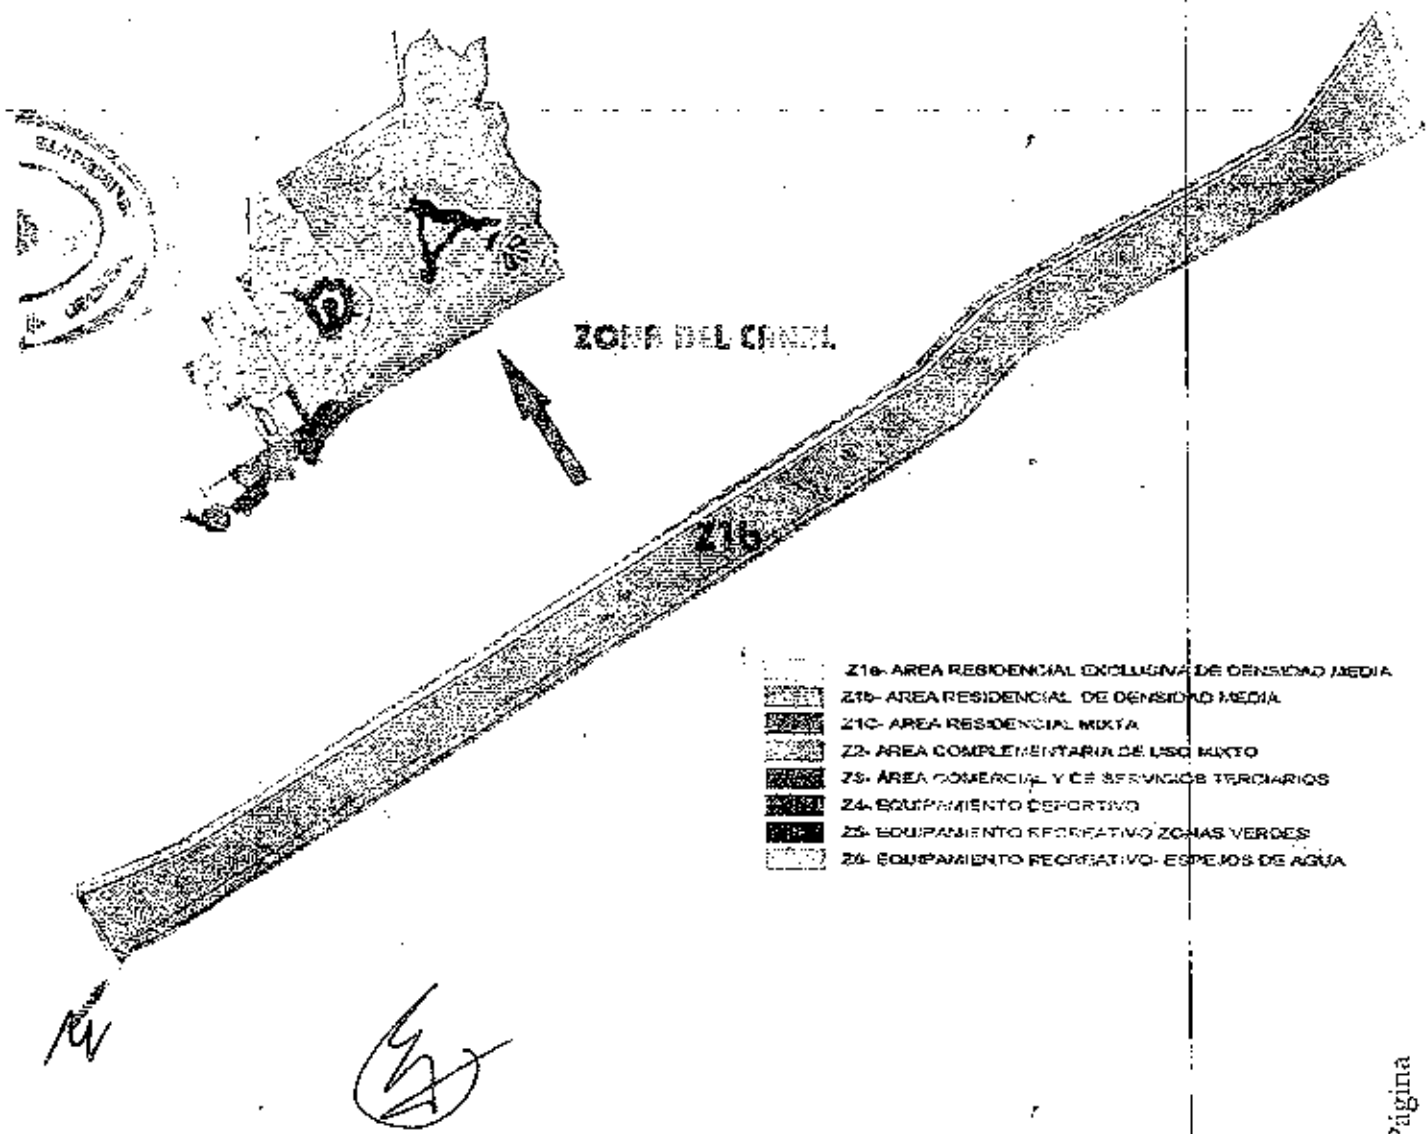 ZONA DEL CANAL
Z1b
Z1a- AREA RESIDENCIAL EXCLUSIVA DE DENSIDAD MEDIA
Z1b- AREA RESIDENCIAL DE DENSIDAD MEDIA
Z1C- AREA RESIDENCIAL MIXTA
Z2- AREA COMPLEMENTARIA DE USO MIXTO
Z3- ÁREA COMERCIAL Y DE SERVICIOS TERCIARIOS
Z4- EQUIPAMIENTO DEPORTIVO
Z5- EQUIPAMIENTO RECREATIVO ZONAS VERDES
Z6- EQUIPAMIENTO RECREATIVO- ESPEJOS DE AGUA
Página